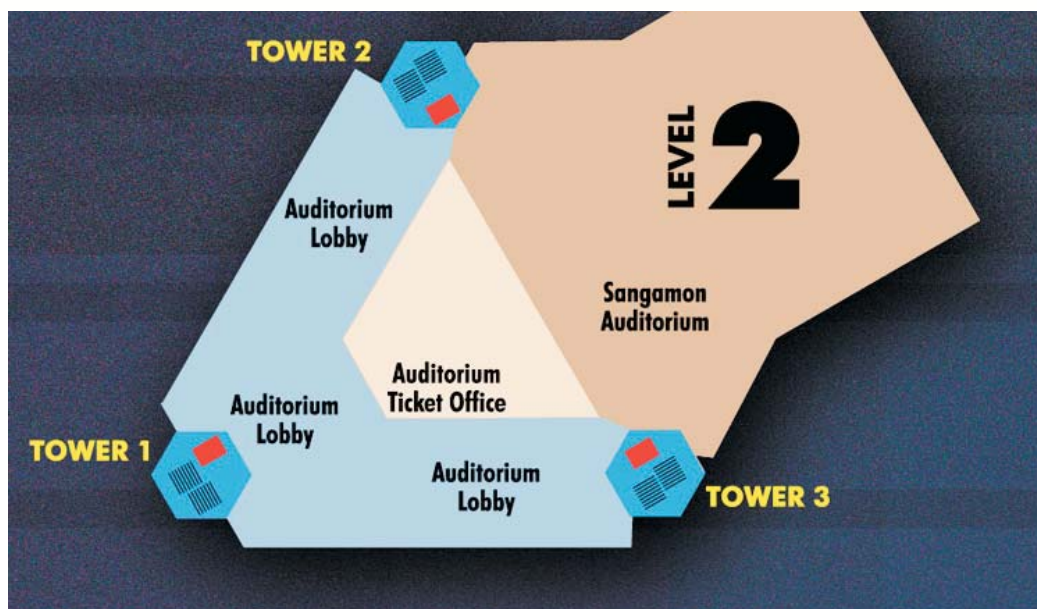 TOWER 2
LEVEL 2
Auditorium
Lobby
Sangamon
Auditorium
Auditorium
Ticket Office
Auditorium
Lobby
TOWER 1
Auditorium
Lobby
TOWER 3